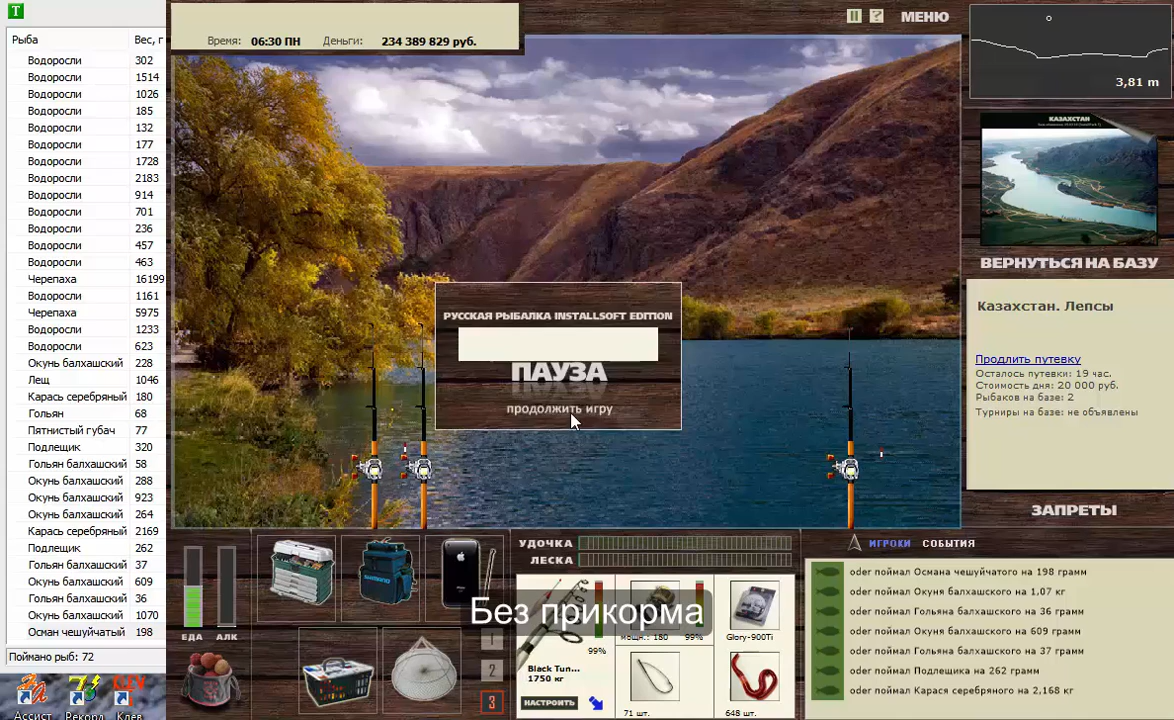 Т
Рыба Вес, г
Водоросли 302
Водоросли 1514
Водоросли 1026
Водоросли 185
Водоросли 132
Водоросли 177
Водоросли 1728
Водоросли 2183
Водоросли 914
Водоросли 701
Водоросли 236
Водоросли 457
Водоросли 463
Черепаха 16199
Водоросли 1161
Черепаха 5975
Водоросли 1233
Водоросли 623
Окунь балхашский 228
Лещ 1046
Карась серебряный 180
Гольян 68
Пятнистый губач 77
Подлещик 320
Гольян балхашский 58
Окунь балхашский 288
Окунь балхашский 923
Окунь балхашский 264
Карась серебряный 2169
Подлещик 262
Гольян балхашский 37
Окунь балхашский 609
Гольян балхашский 36
Окунь балхашский 1070
Осман чешуйчатый 198
Поймано рыб: 72
Ассист Рекорд Клев
Время: 06:30 ПН Деньги: 234 389 829 руб.
МЕНЮ
3,81 m
КАЗАХСТАН
ВЕРНУТЬСЯ НА БАЗУ
Казахстан. Лепсы
Продлить путевку
Осталось путевки: 19 час.
Стоимость дня: 20 000 руб.
Рыбаков на базе: 2
Турниры на базе: не объявлены
ЗАПРЕТЫ
РУССКАЯ РЫБАЛКА INSTALLSOFT EDITION
ПАУЗА
продолжить игру
ЕДА АЛК
1
2
3
УДОЧКА
ЛЕСКА
Без прикорма
99%
Black Tun...
1750 кг
НАСТРОИТЬ
мощн.: 180 99%
Glory-900Ti
71 шт.
648 шт.
ИГРОКИ СОБЫТИЯ
oder поймал Османа чешуйчатого на 198 грамм
oder поймал Окуня балхашского на 1,07 кг
oder поймал Гольяна балхашского на 36 грамм
oder поймал Окуня балхашского на 609 грамм
oder поймал Гольяна балхашского на 37 грамм
oder поймал Подлещика на 262 грамм
oder поймал Карася серебряного на 2,168 кг